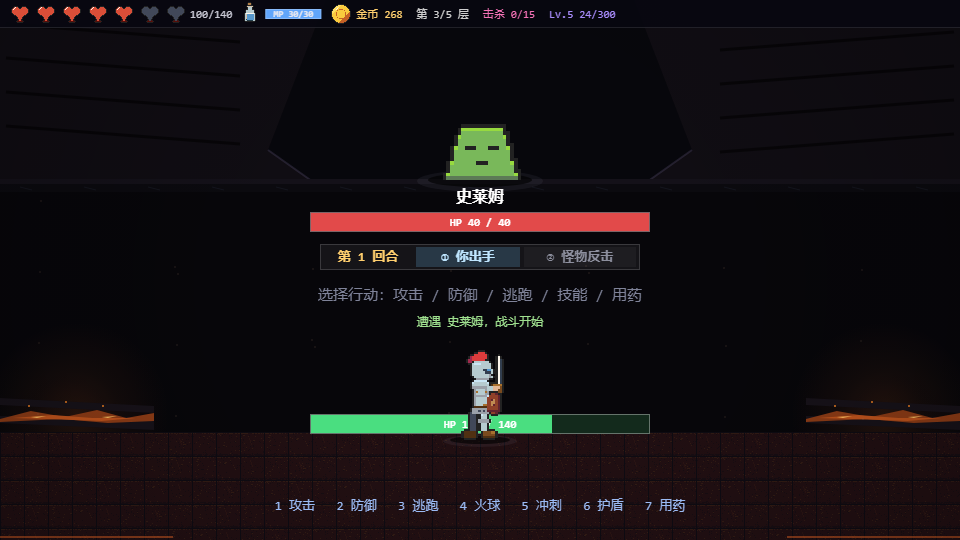 100/140 MP 30/30 金币 268 第 3/5 层 击杀 0/15 Lv.5 24/300
史莱姆
HP 40 / 40
第 1 回合 ① 你出手 ② 怪物反击
选择行动: 攻击 / 防御 / 逃跑 / 技能 / 用药
遭遇 史莱姆，战斗开始
HP 1 140
1 攻击 2 防御 3 逃跑 4 火球 5 冲刺 6 护盾 7 用药